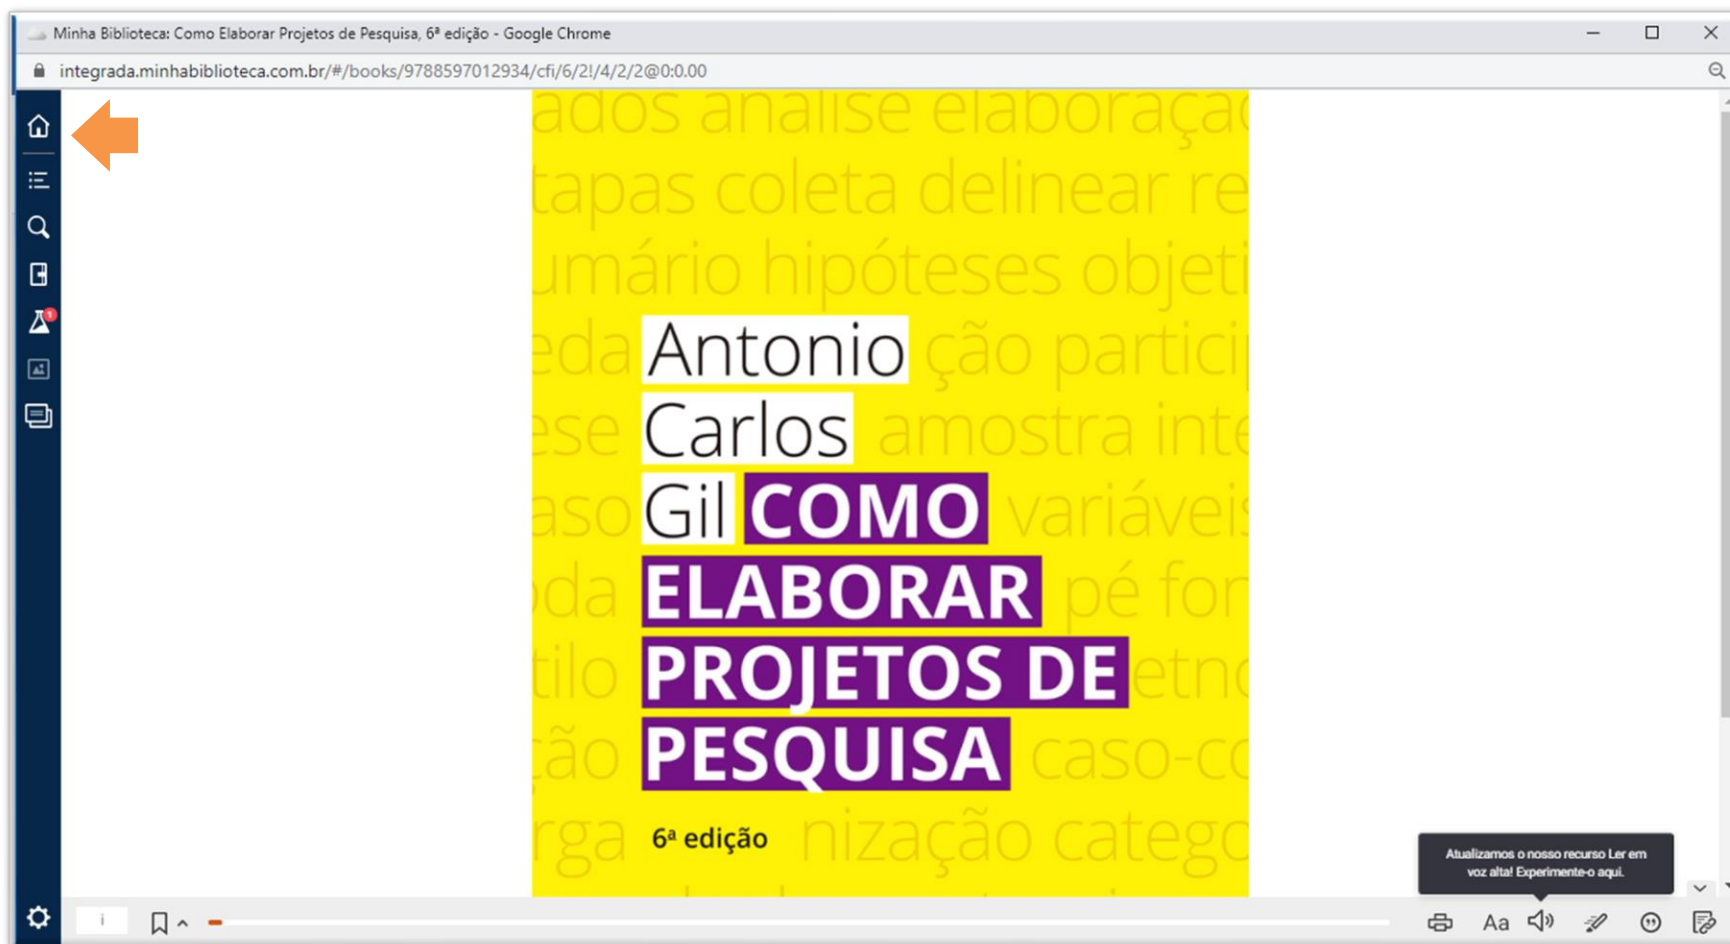 Minha Biblioteca: Como Elaborar Projetos de Pesquisa, 6ª edição - Google Chrome
integrada.minhabiblioteca.com.br/#/books/9788597012934/cfi/6/2!/4/2/2@0:0.00
ados análise elaboraçã
tapas coleta delinear re
umário hipóteses objeti
eda Antonio ção partici
ese Carlos amostra inte
aso Gil COMO variáveis
oda ELABORAR pé for
tilo PROJETOS DE etno
ção PESQUISA caso-co
rga 6ª edição nização catego
1
Atualizamos o nosso recurso Ler em
voz alta! Experimente-o aqui.
i
Aa